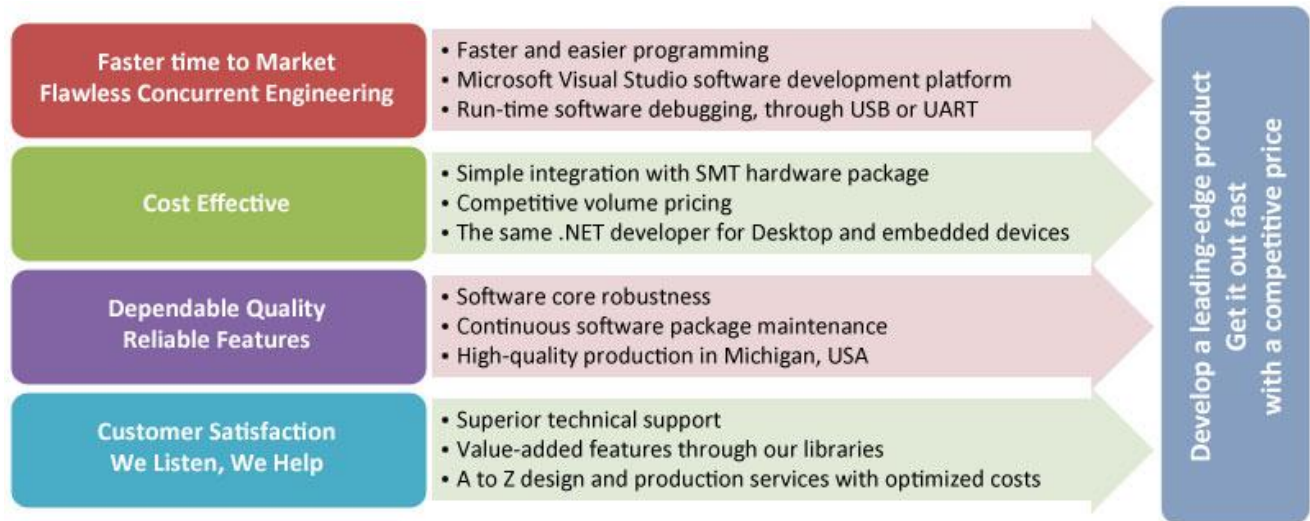 Faster time to Market
Flawless Concurrent Engineering
• Faster and easier programming
• Microsoft Visual Studio software development platform
• Run-time software debugging, through USB or UART
Cost Effective
• Simple integration with SMT hardware package
• Competitive volume pricing
• The same .NET developer for Desktop and embedded devices
Dependable Quality
Reliable Features
• Software core robustness
• Continuous software package maintenance
• High-quality production in Michigan, USA
Customer Satisfaction
We Listen, We Help
• Superior technical support
• Value-added features through our libraries
• A to Z design and production services with optimized costs
Develop a leading-edge product
Get it out fast
with a competitive price